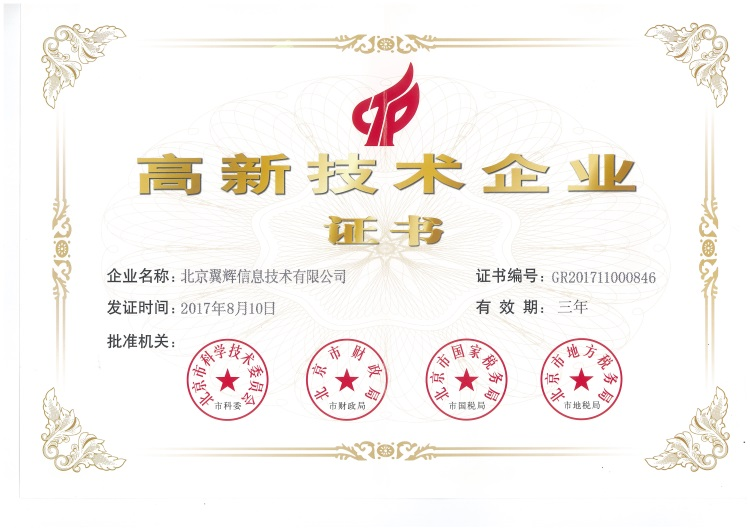 高新技术企业
证书
企业名称：北京翼辉信息技术有限公司
证书编号：GR201711000846
发证时间：2017年8月10日
有效期：三年
批准机关：
北京市科学技术委员会
市科委
北京市财政局
市财政局
北京市国家税务局
市国税局
北京市地方税务局
市地税局